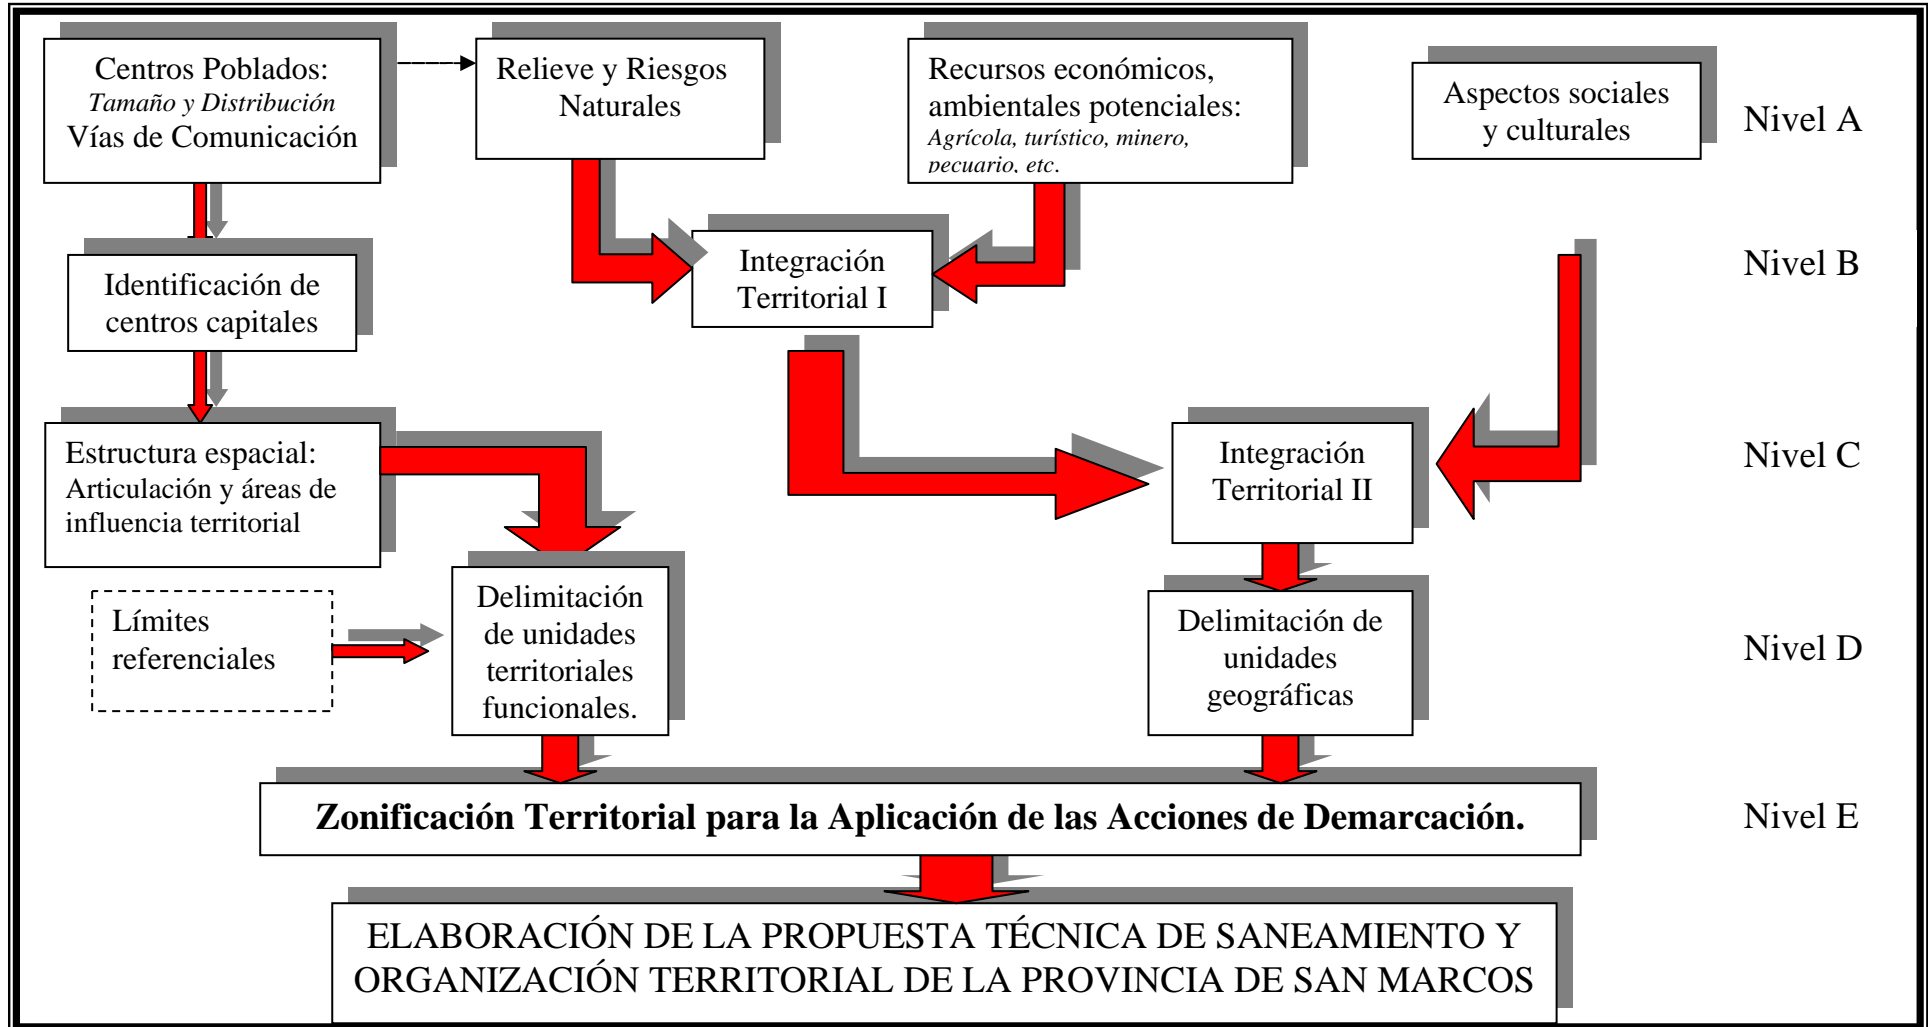 Centros Poblados:
Tamaño y Distribución
Vías de Comunicación
Relieve y Riesgos
Naturales
Recursos económicos,
ambientales potenciales:
Agrícola, turístico, minero,
pecuario, etc.
Aspectos sociales
y culturales
Nivel A
Identificación de
centros capitales
Integración
Territorial I
Nivel B
Estructura espacial:
Articulación y áreas de
influencia territorial
Integración
Territorial II
Nivel C
Límites
referenciales
Delimitación
de unidades
territoriales
funcionales.
Delimitación de
unidades
geográficas
Nivel D
Zonificación Territorial para la Aplicación de las Acciones de Demarcación.
Nivel E
ELABORACIÓN DE LA PROPUESTA TÉCNICA DE SANEAMIENTO Y
ORGANIZACIÓN TERRITORIAL DE LA PROVINCIA DE SAN MARCOS